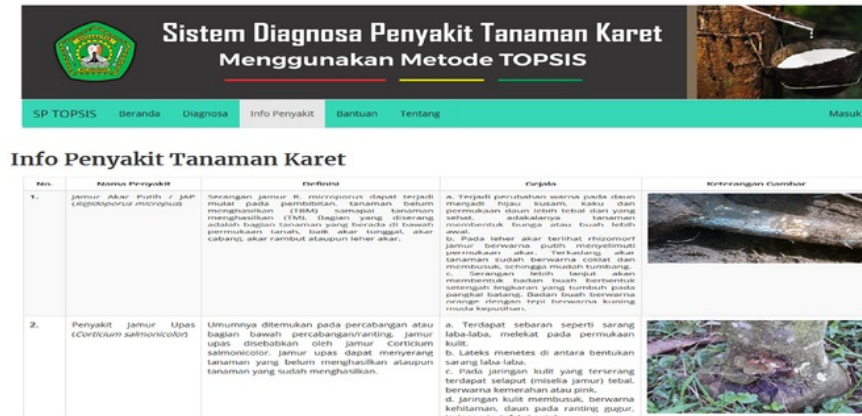 Sistem Diagnosa Penyakit Tanaman Karet
Menggunakan Metode TOPSIS
SP TOPSIS Beranda Diagnosa Info Penyakit Bantuan Tentang Masuk
Info Penyakit Tanaman Karet
No. Nama Penyakit Definisi Gejala Keterangan Gambar
1.
Jamur Akar Putih / JAP
(Rigidoporus micropus)
Serangan jamur R. microporus dapat terjadi
mulai pada pembibitan, tanaman belum
menghasilkan (TBM) samapai tanaman
menghasilkan (TM). Bagian yang diserang
adalah bagian tanaman yang berada di bawah
permukaan tanah, baik akar tunggal, akar
cabang, akar rambut ataupun leher akar.
a. Terjadi perubahan warna pada daun
menjadi hijau kusam, kaku dan
permukaan daun lebih tebal dari yang
sehat. adakalanya tanaman
membentuk bunga atau buah lebih
awal.
b. Pada leher akar terlihat rhizomorf
jamur berwarna putih menyelimuti
permukaan akar. Terkadang akar
tanaman sudah berwarna coklat dan
membusuk, sehingga mudah tumbang.
c. Serangan lebih lanjut akan
membentuk badan buah berbentuk
setengah lingkaran yang tumbuh pada
pangkal batang. Badan buah berwarna
orange dengan tepi berwarna kuning
muda keputihan.
2.
Penyakit Jamur Upas
(Corticium salmonicolor)
Umumnya ditemukan pada percabangan atau
bagian bawah percabangan/ranting. Jamur
upas disebabkan oleh jamur Corticium
salmonicolor. Jamur upas dapat menyerang
tanaman yang belum menghasilkan ataupun
tanaman yang sudah menghasilkan.
a. Terdapat sebaran seperti sarang
laba-laba, melekat pada permukaan
kulit.
b. Lateks menetes di antara bentukan
sarang laba-laba.
c. Pada jaringan kulit yang terserang
terdapat selaput (miselia jamur) tebal,
berwarna kemerahan atau pink.
d. Jaringan kulit membusuk, berwarna
kehitaman, daun pada ranting gugur,